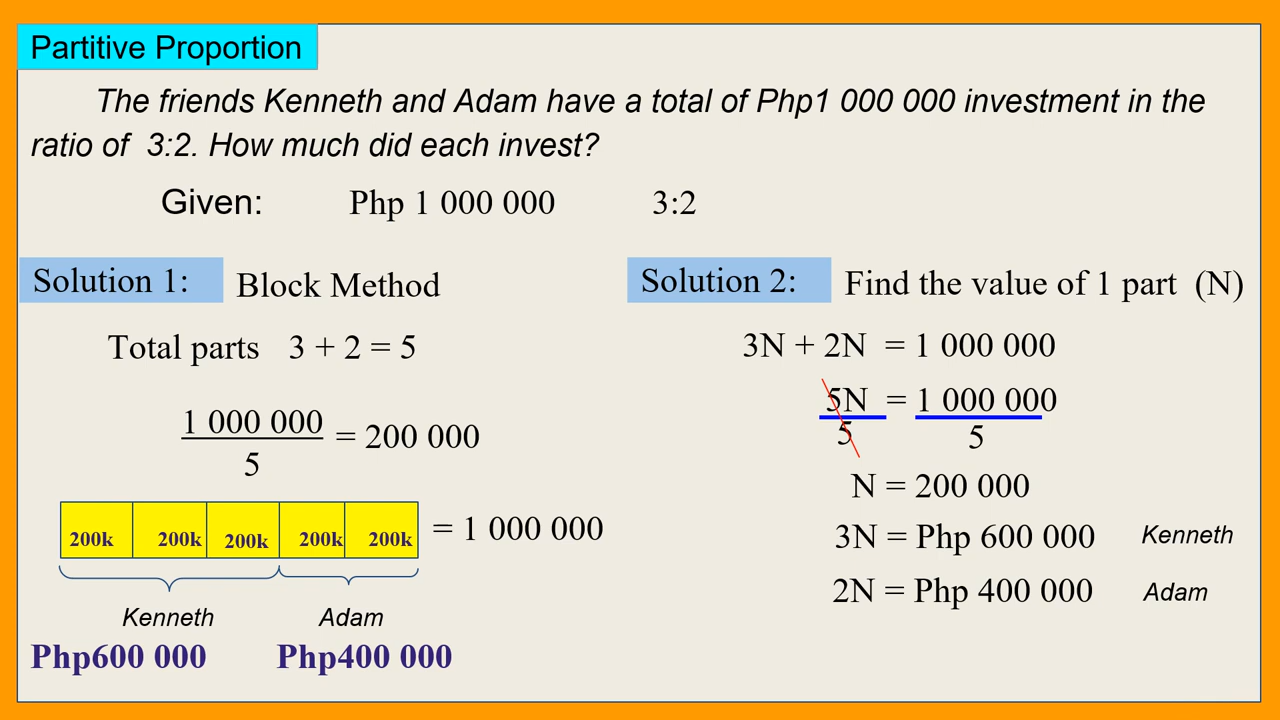 Partitive Proportion
The friends Kenneth and Adam have a total of Php1 000 000 investment in the
ratio of 3:2. How much did each invest?
Given: Php 1 000 000 3:2
Solution 1: Block Method
Total parts 3 + 2 = 5
1 000 000
= 200 000
5
200k 200k 200k 200k 200k = 1 000 000
Kenneth Adam
Php600 000 Php400 000
Solution 2: Find the value of 1 part (N)
3N + 2N = 1 000 000
5N = 1 000 000
5 5
N = 200 000
3N = Php 600 000 Kenneth
2N = Php 400 000 Adam